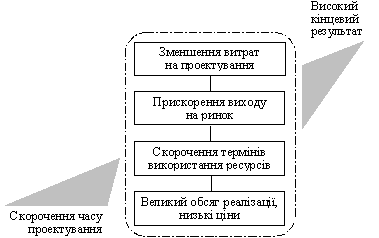 Високий
кінцевий
результат
Зменшення витрат
на проектування
Прискорення виходу
на ринок
Скорочення термінів
використання ресурсів
Великий обсяг реалізації,
низькі ціни
Скорочення часу
проектування